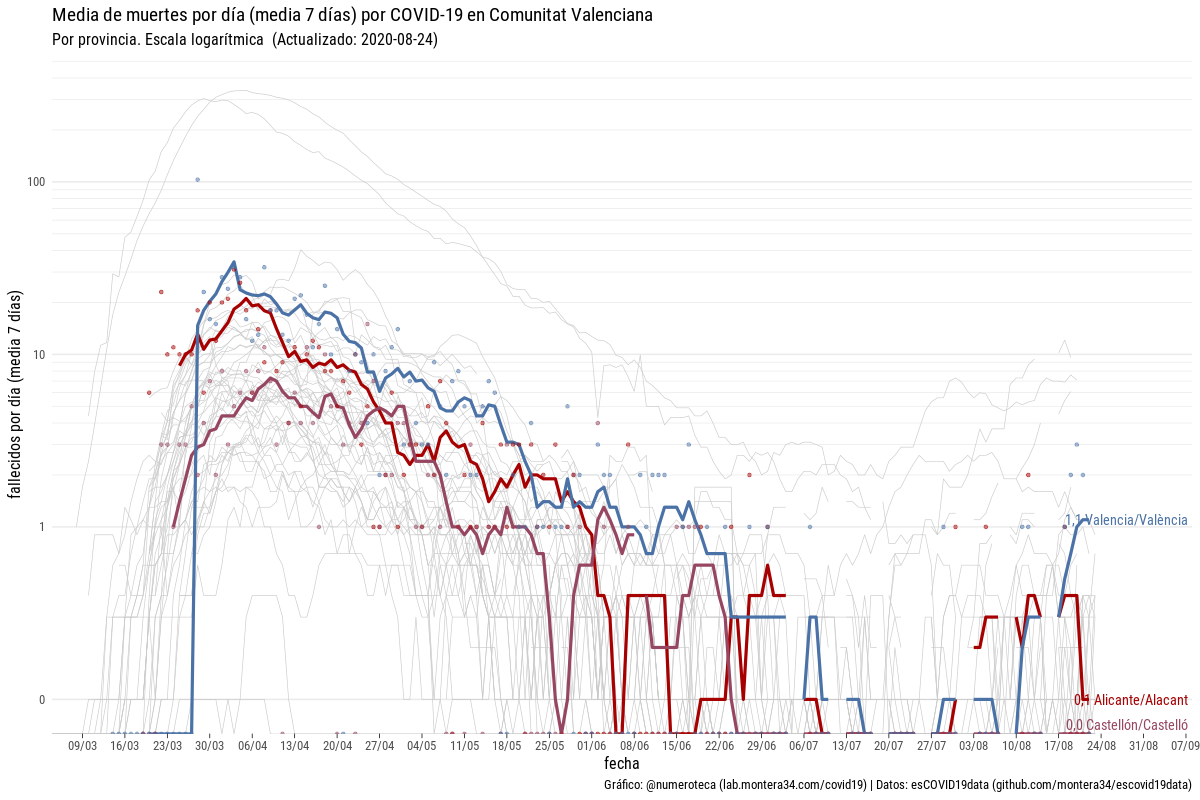 Media de muertes por día (media 7 días) por COVID-19 en Comunitat Valenciana
Por provincia. Escala logarítmica (Actualizado: 2020-08-24)
fallecidos por día (media 7 días)
100
10
1
0
1,1 Valencia/València
0,1 Alicante/Alacant
0,0 Castellón/Castelló
09/03 16/03 23/03 30/03 06/04 13/04 20/04 27/04 04/05 11/05 18/05 25/05 01/06 08/06 15/06 22/06 29/06 06/07 13/07 20/07 27/07 03/08 10/08 17/08 24/08 31/08 07/09
fecha
Gráfico: @numeroteca (lab.montera34.com/covid19) | Datos: esCOVID19data (github.com/montera34/escovid19data)